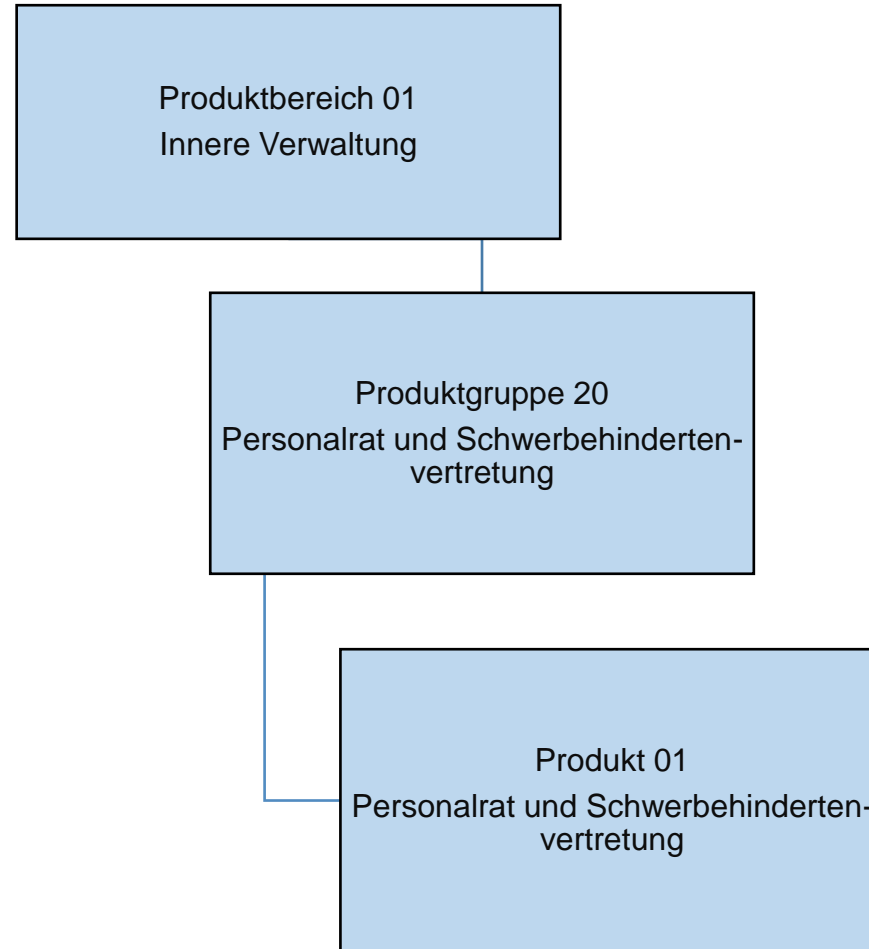 Produktbereich 01
Innere Verwaltung
Produktgruppe 20
Personalrat und Schwerbehinderten-
vertretung
Produkt 01
Personalrat und Schwerbehinderten-
vertretung